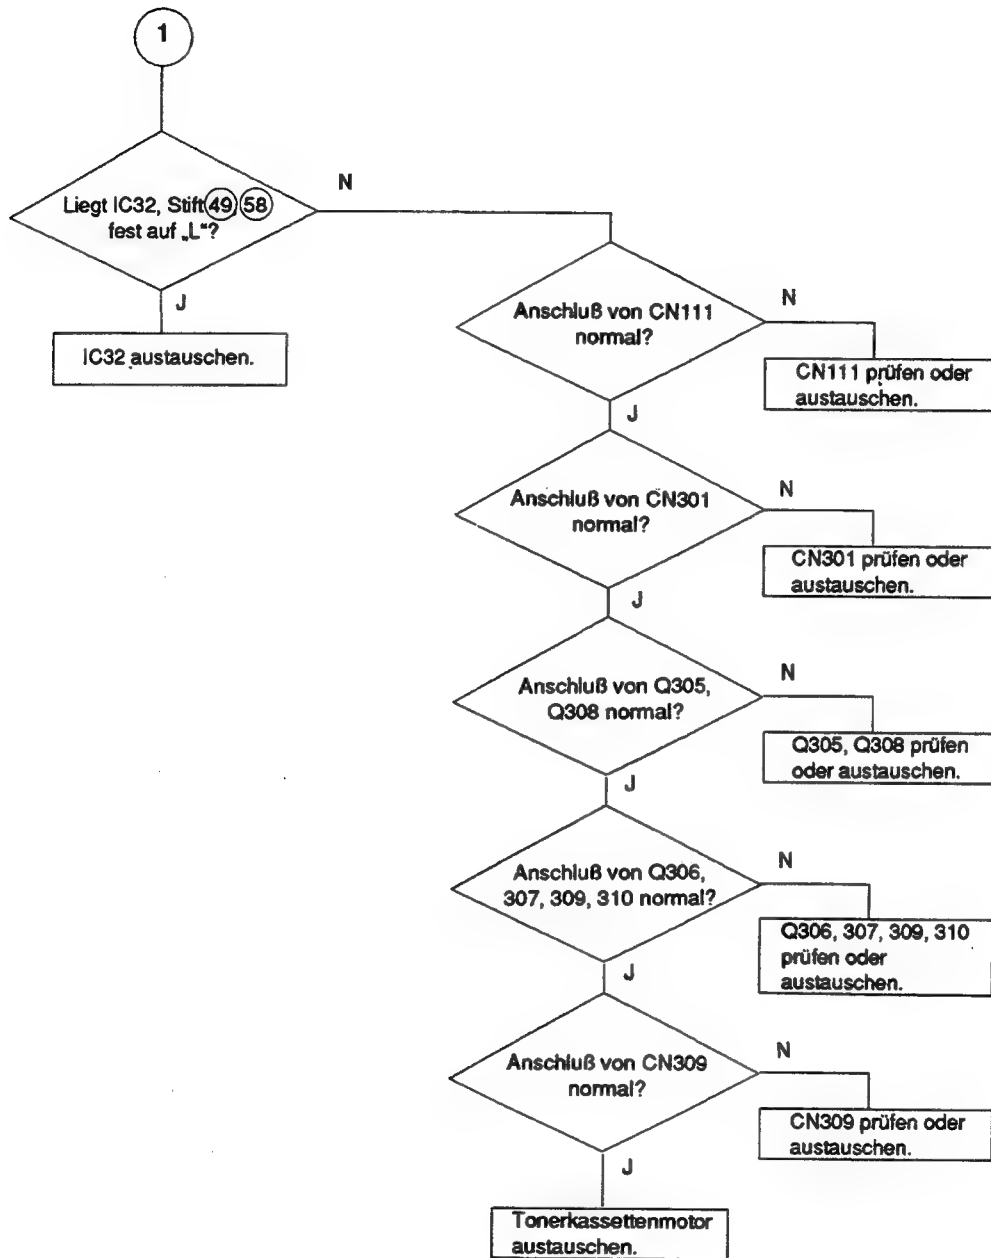 1
Liegt IC32, Stift 49, 58
fest auf „L“?
N
J
IC32 austauschen.
Anschluß von CN111
normal?
N
CN111 prüfen oder
austauschen.
J
Anschluß von CN301
normal?
N
CN301 prüfen oder
austauschen.
J
Anschluß von Q305,
Q308 normal?
N
Q305, Q308 prüfen
oder austauschen.
J
Anschluß von Q306,
307, 309, 310 normal?
N
Q306, 307, 309, 310
prüfen oder
austauschen.
J
Anschluß von CN309
normal?
N
CN309 prüfen oder
austauschen.
J
Tonerkassettenmotor
austauschen.